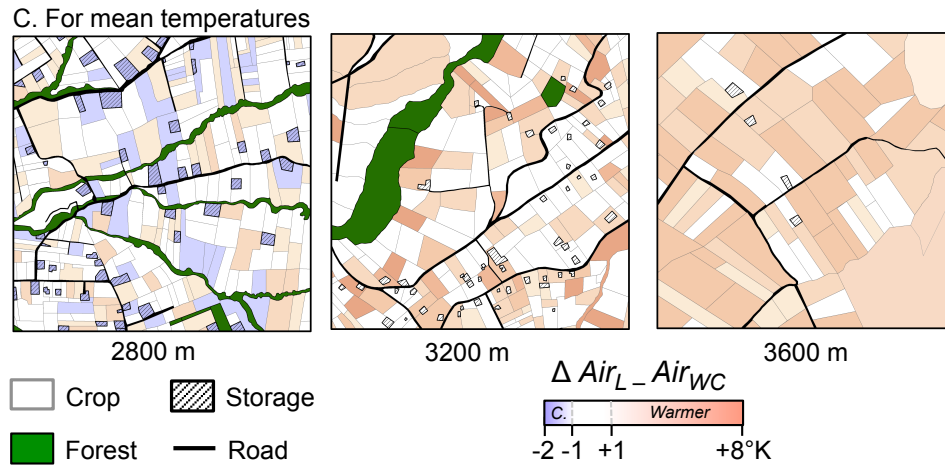 C. For mean temperatures
2800 m
3200 m
3600 m
Crop
Storage
Forest
Road
Δ Air_L – Air_WC
C.
Warmer
-2 -1 +1 +8°K